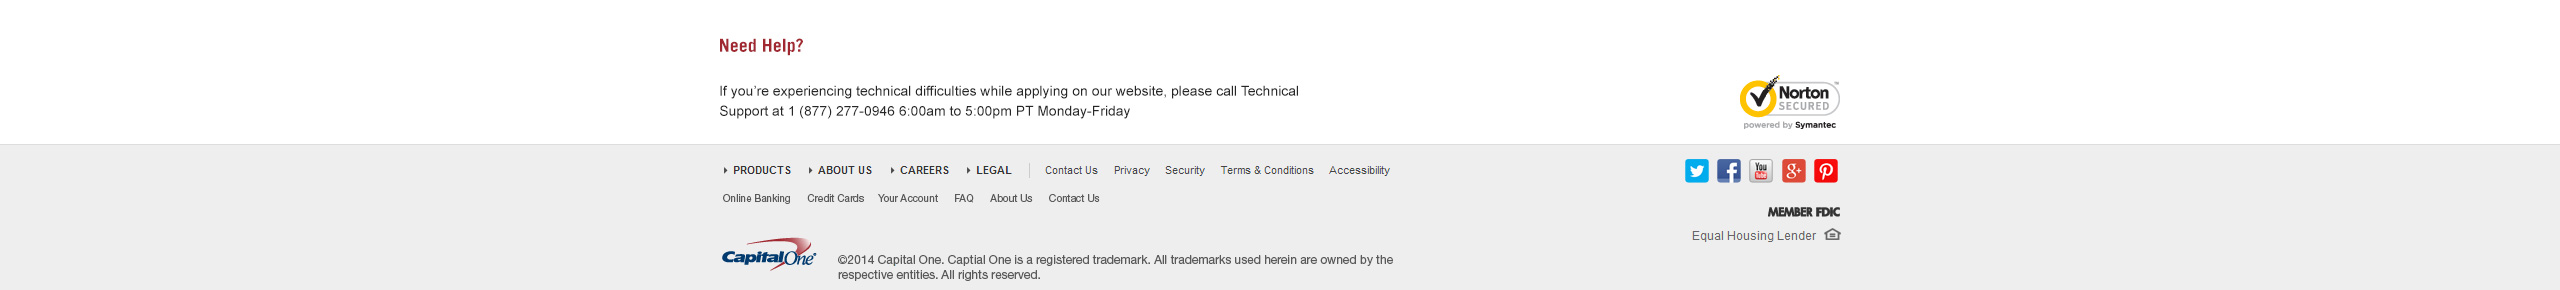 Need Help?
If you’re experiencing technical difficulties while applying on our website, please call Technical
Support at 1 (877) 277-0946 6:00am to 5:00pm PT Monday-Friday
Norton
SECURED
powered by Symantec
PRODUCTS ABOUT US CAREERS LEGAL Contact Us Privacy Security Terms & Conditions Accessibility
You
Tube
g+
Online Banking Credit Cards Your Account FAQ About Us Contact Us
MEMBER FDIC
Equal Housing Lender
CapitalOne®
©2014 Capital One. Captial One is a registered trademark. All trademarks used herein are owned by the
respective entities. All rights reserved.